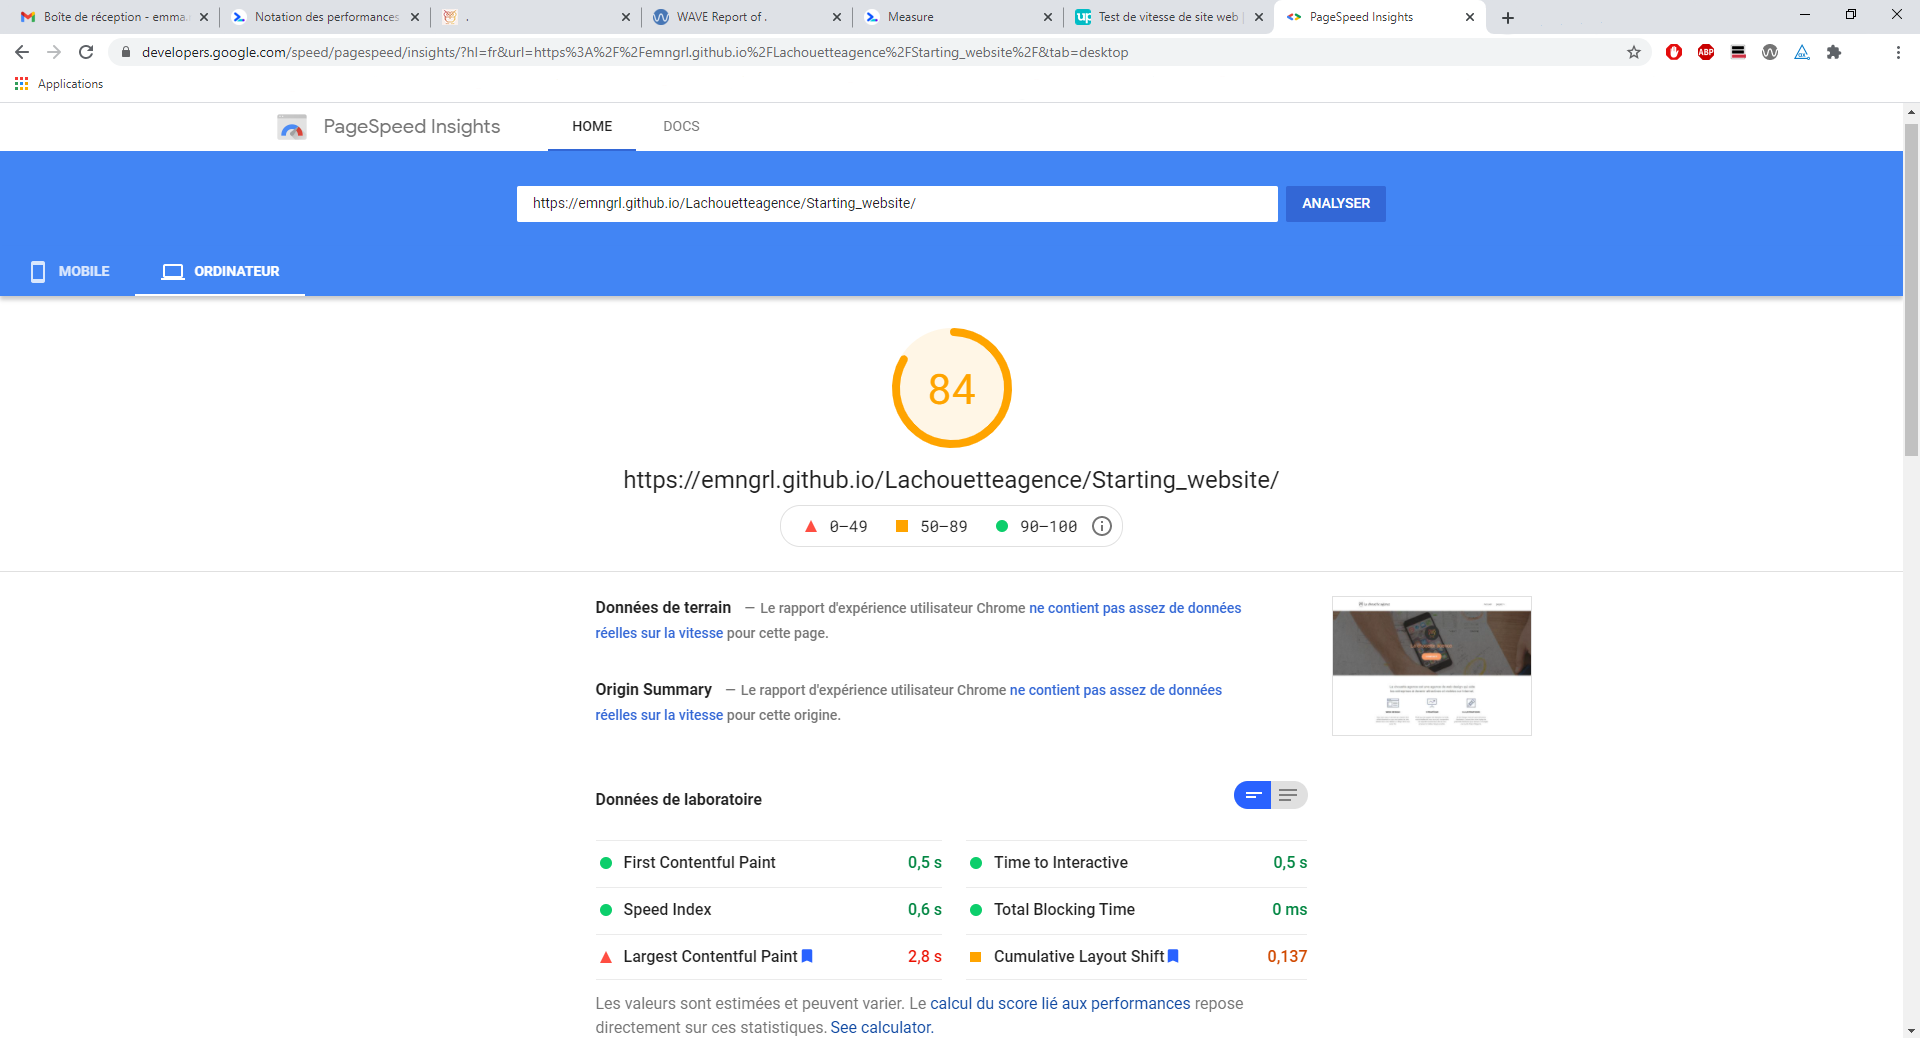 Boîte de réception - emma.
Notation des performances
.
WAVE Report of .
Measure
Test de vitesse de site web
PageSpeed Insights
developers.google.com/speed/pagespeed/insights/?hl=fr&url=https%3A%2F%2Femngrl.github.io%2FLachouetteagence%2FStarting_website%2F&tab=desktop
ABP
Applications
PageSpeed Insights
HOME
DOCS
https://emngrl.github.io/Lachouetteagence/Starting_website/
ANALYSER
MOBILE
ORDINATEUR
84
https://emngrl.github.io/Lachouetteagence/Starting_website/
0–49
50–89
90–100
Données de terrain — Le rapport d'expérience utilisateur Chrome ne contient pas assez de données
réelles sur la vitesse pour cette page.
Origin Summary — Le rapport d'expérience utilisateur Chrome ne contient pas assez de données
réelles sur la vitesse pour cette origine.
Données de laboratoire
First Contentful Paint 0,5 s
Time to Interactive 0,5 s
Speed Index 0,6 s
Total Blocking Time 0 ms
Largest Contentful Paint 2,8 s
Cumulative Layout Shift 0,137
Les valeurs sont estimées et peuvent varier. Le calcul du score lié aux performances repose
directement sur ces statistiques. See calculator.